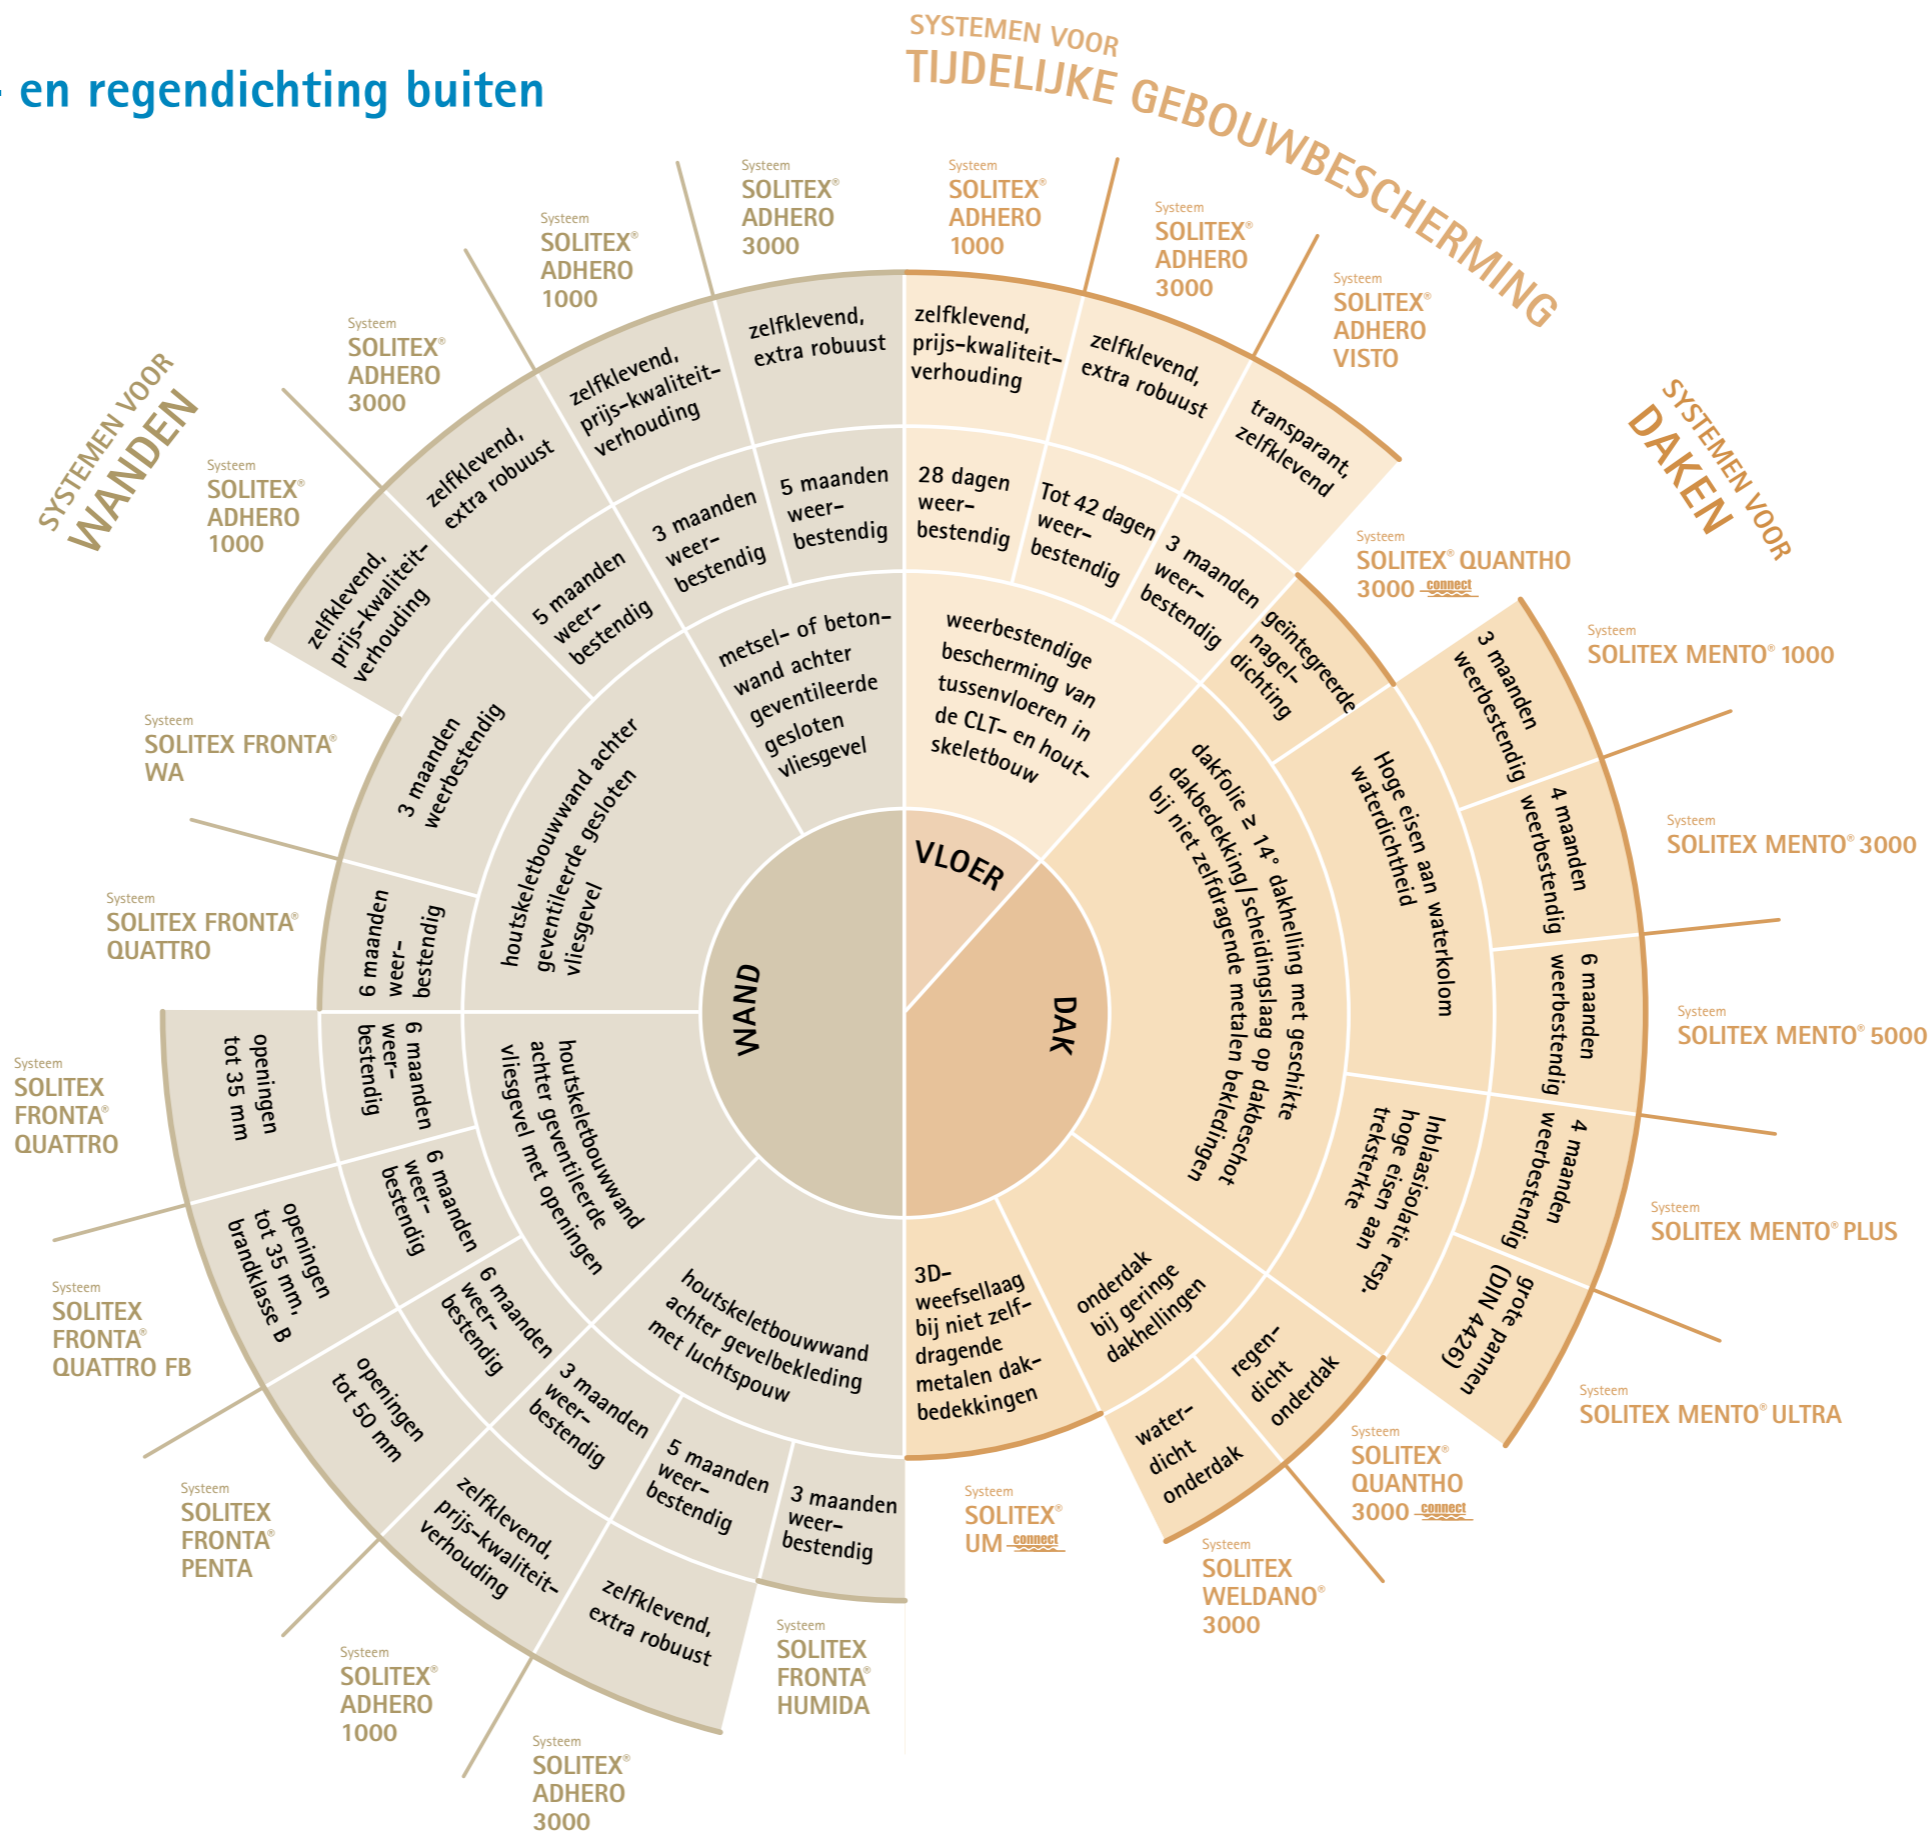 - en regendichting buiten
SYSTEMEN VOOR
TIJDELIJKE GEBOUWBESCHERMING
SYSTEMEN VOOR
WANDEN
SYSTEMEN VOOR
DAKEN
Systeem
SOLITEX®
ADHERO
1000
Systeem
SOLITEX®
ADHERO
3000
Systeem
SOLITEX®
ADHERO
VISTO
zelfklevend,
prijs-kwaliteit-
verhouding
zelfklevend,
extra robuust
transparant,
zelfklevend
28 dagen
weer-
bestendig
Tot 42 dagen
weer-
bestendig
3 maanden
weer-
bestendig
weerbestendige
bescherming van
tussenvloeren in
de CLT- en hout-
skeletbouw
VLOER
Systeem
SOLITEX® QUANTHO
3000 connect
geïntegreerde
nagel-
dichting
Systeem
SOLITEX MENTO® 1000
3 maanden
weerbestendig
Systeem
SOLITEX MENTO® 3000
4 maanden
weerbestendig
Systeem
SOLITEX MENTO® 5000
6 maanden
weerbestendig
Hoge eisen aan waterkolom
waterdichtheid
Systeem
SOLITEX MENTO® PLUS
4 maanden
weerbestendig
Systeem
SOLITEX MENTO® ULTRA
grote pannen
(DIN 4426)
Inblaasisolatie resp.
hoge eisen aan
treksterkte
dakfolie ≥ 14° dakhelling met geschikte
dakbedekking/scheidingslaag op dakbeschot
bij niet zelfdragende metalen bekledingen
DAK
onderdak
bij geringe
dakhellingen
regen-
dicht
onderdak
Systeem
SOLITEX®
QUANTHO
3000 connect
water-
dicht
onderdak
Systeem
SOLITEX
WELDANO®
3000
3D-
weefsellaag
bij niet zelf-
dragende
metalen dak-
bedekkingen
Systeem
SOLITEX®
UM connect
WAND
houtskeletbouwwand
achter gevelbekleding
met luchtspouw
3 maanden
weer-
bestendig
Systeem
SOLITEX
FRONTA®
HUMIDA
5 maanden
weer-
bestendig
zelfklevend,
extra robuust
Systeem
SOLITEX®
ADHERO
3000
3 maanden
weer-
bestendig
zelfklevend,
prijs-kwaliteit-
verhouding
Systeem
SOLITEX®
ADHERO
1000
houtskeletbouwwand
achter geventileerde
vliesgevel met openingen
6 maanden
weer-
bestendig
openingen
tot 50 mm
Systeem
SOLITEX
FRONTA®
PENTA
6 maanden
weer-
bestendig
openingen
tot 35 mm,
brandklasse B
Systeem
SOLITEX
FRONTA®
QUATTRO FB
6 maanden
weer-
bestendig
openingen
tot 35 mm
Systeem
SOLITEX
FRONTA®
QUATTRO
houtskeletbouwwand achter
geventileerde gesloten
vliesgevel
6 maanden
weer-
bestendig
Systeem
SOLITEX FRONTA®
QUATTRO
3 maanden
weerbestendig
Systeem
SOLITEX FRONTA®
WA
zelfklevend,
prijs-kwaliteit-
verhouding
Systeem
SOLITEX®
ADHERO
1000
5 maanden
weer-
bestendig
zelfklevend,
extra robuust
Systeem
SOLITEX®
ADHERO
3000
metsel- of beton-
wand achter
geventileerde
gesloten
vliesgevel
3 maanden
weer-
bestendig
zelfklevend,
prijs-kwaliteit-
verhouding
Systeem
SOLITEX®
ADHERO
1000
5 maanden
weer-
bestendig
zelfklevend,
extra robuust
Systeem
SOLITEX®
ADHERO
3000